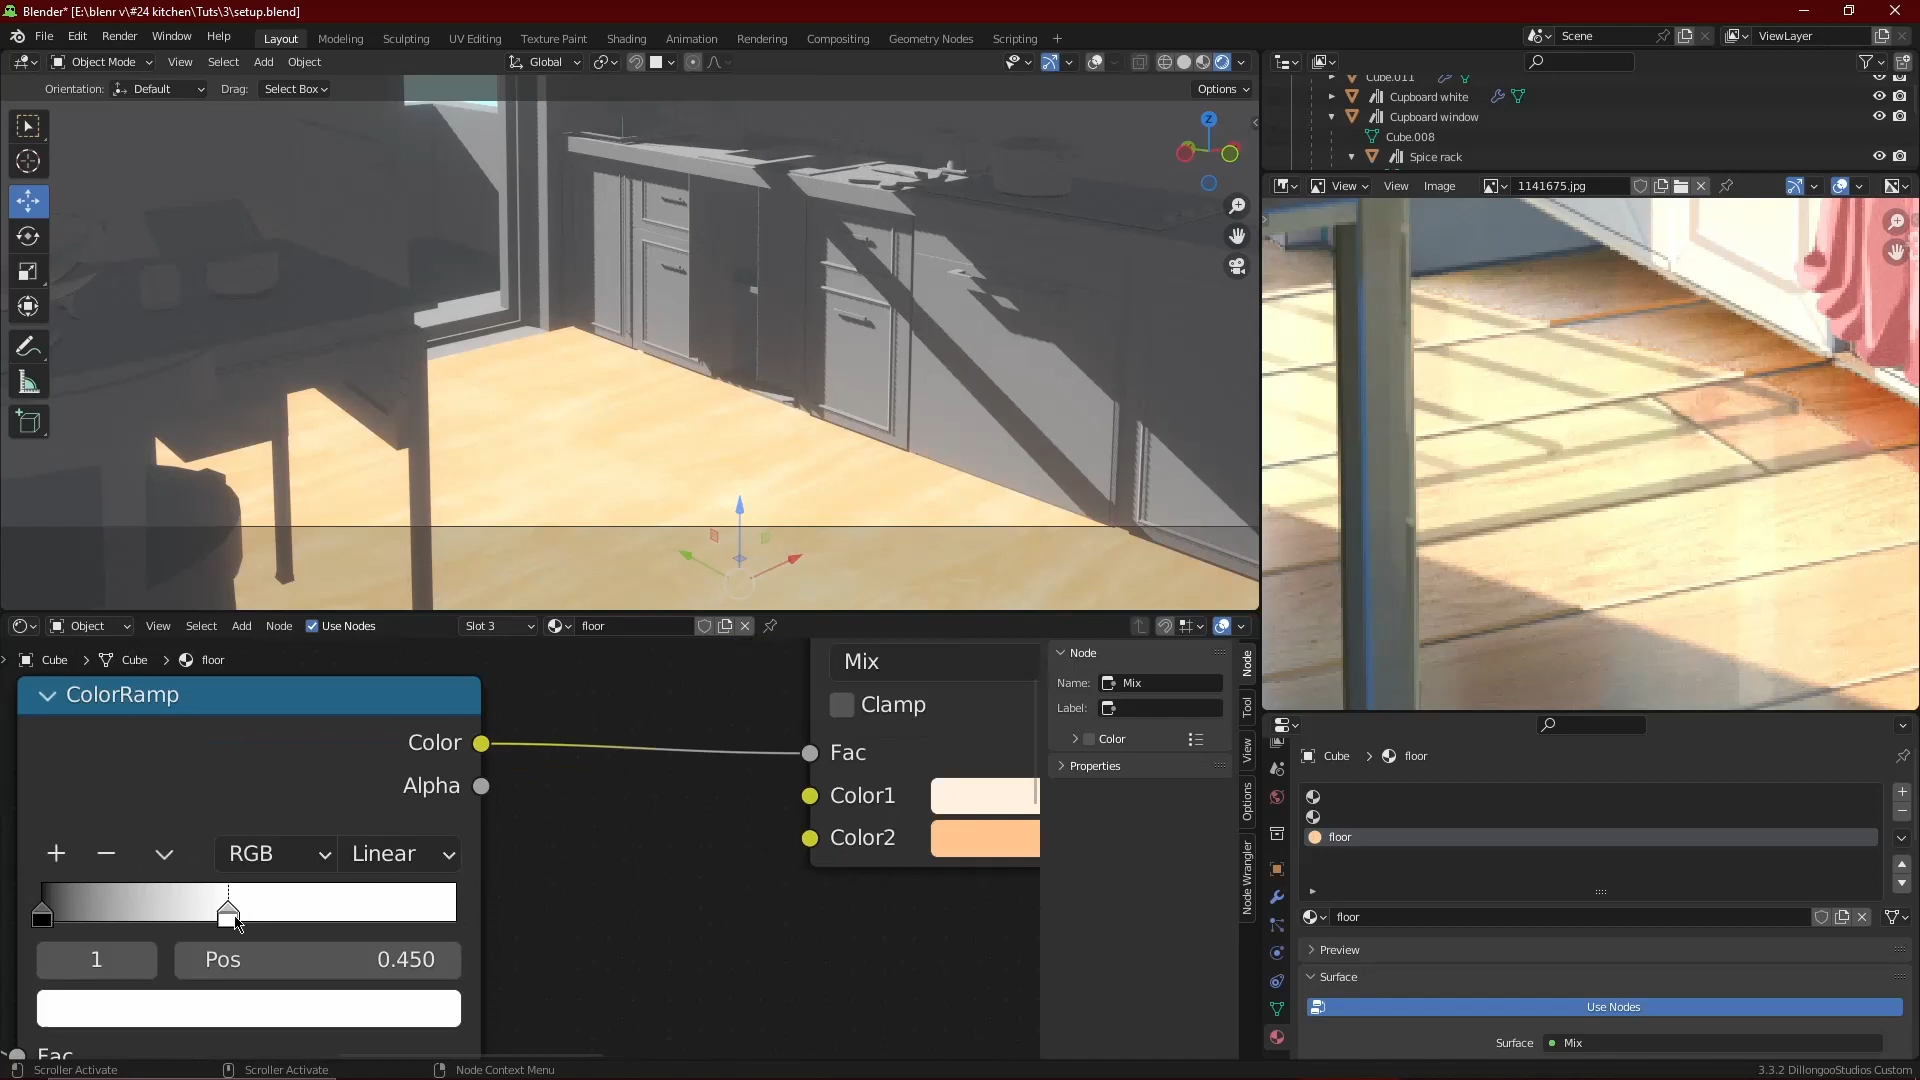 Blender* [E:\blenr v\#24 kitchen\Tuts\3\setup.blend]
File Edit Render Window Help
Layout Modeling Sculpting UV Editing Texture Paint Shading Animation Rendering Compositing Geometry Nodes Scripting +
Scene
ViewLayer
Object Mode View Select Add Object
Global
Orientation: Default Drag: Select Box
Options
Z
Cube.011
Cupboard white
Cupboard window
Cube.008
Spice rack
View View Image 1141675.jpg
Object View Select Add Node Use Nodes Slot 3 floor
Cube Cube floor
ColorRamp
Color
Alpha
RGB Linear
1 Pos 0.450
Fac
Mix
Clamp
Fac
Color1
Color2
Node
Name: Mix
Label:
Color
Properties
Node
Tool
View
Options
Node Wrangler
Cube floor
floor
floor
Preview
Surface
Use Nodes
Surface Mix
Scroller Activate Scroller Activate Node Context Menu
3.3.2 DillongooStudios Custom